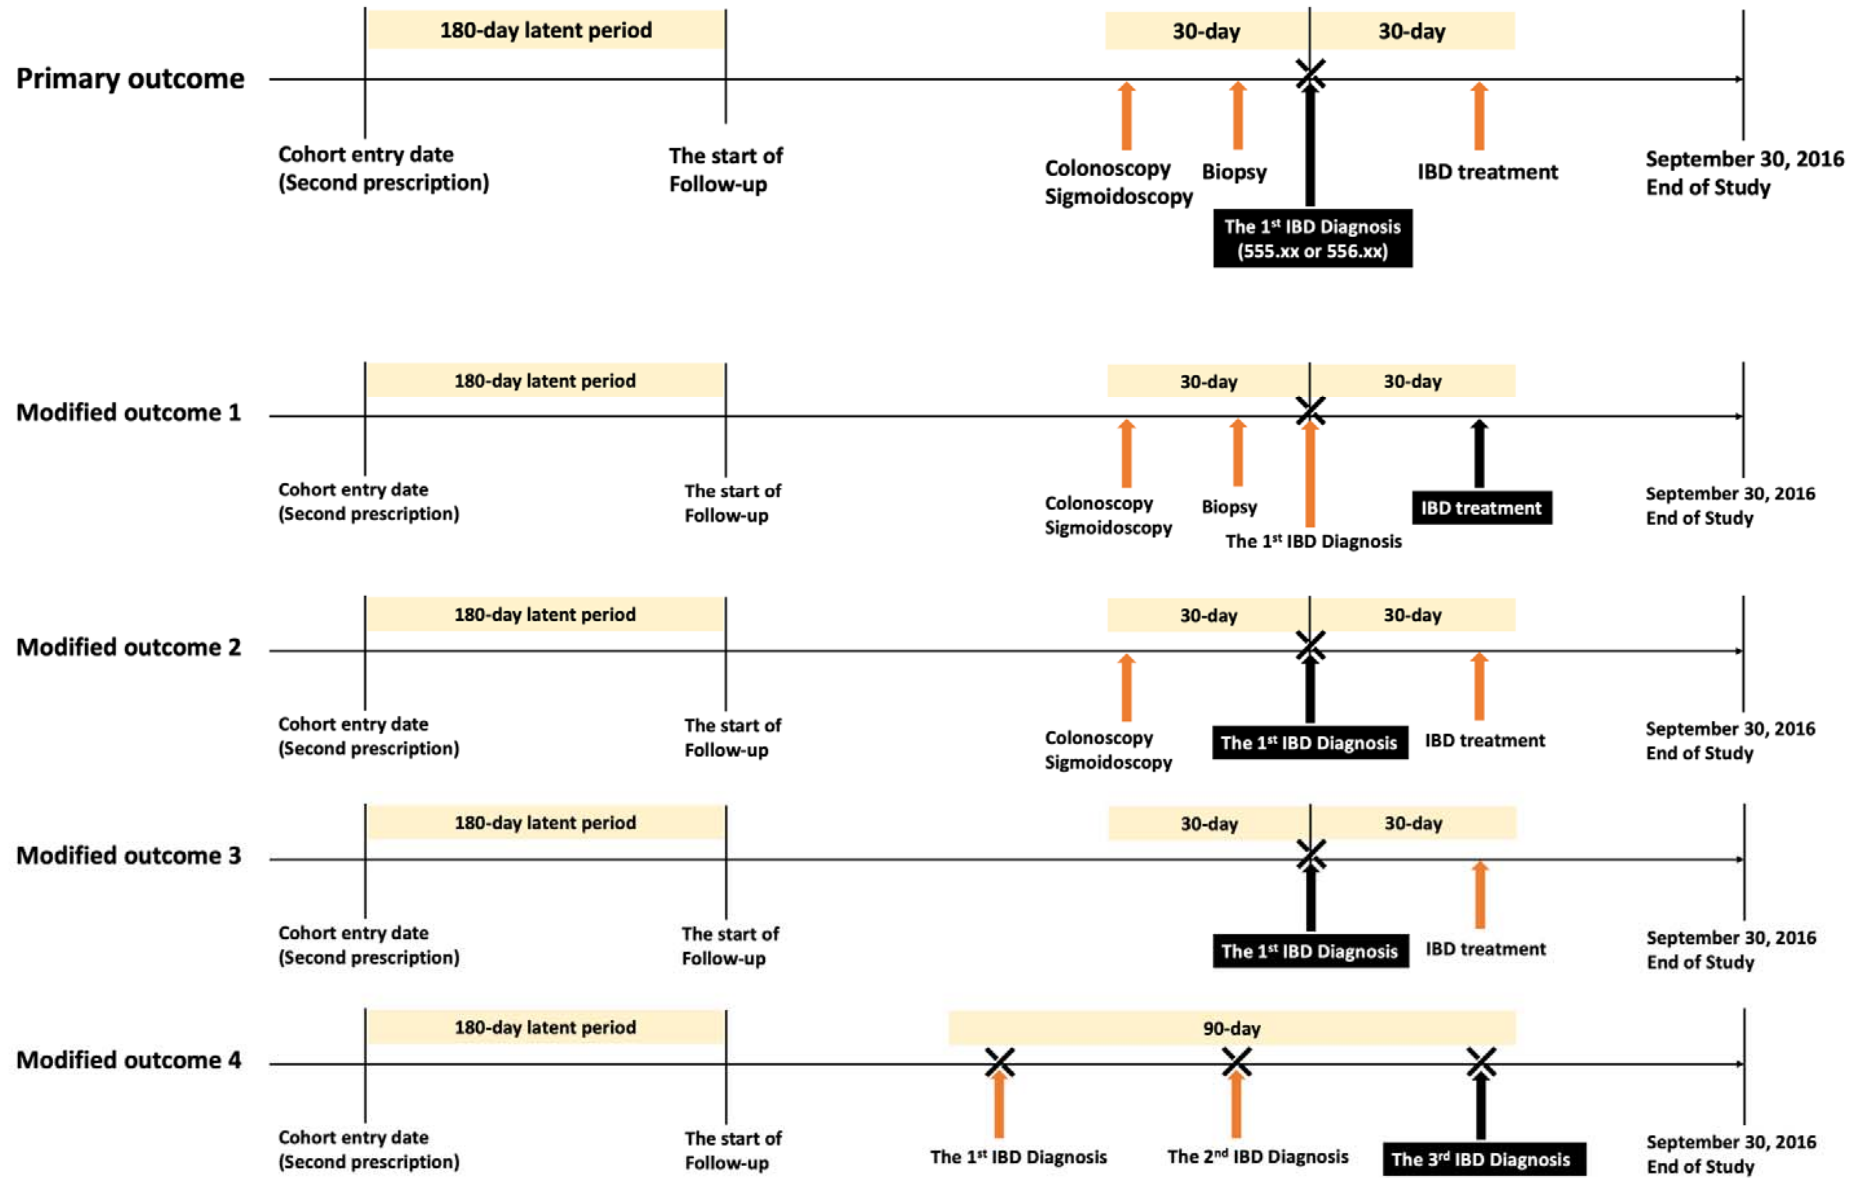 180-day latent period
30-day
30-day
Primary outcome
Cohort entry date
(Second prescription)
The start of
Follow-up
Colonoscopy
Sigmoidoscopy
Biopsy
The 1st IBD Diagnosis
(555.xx or 556.xx)
IBD treatment
September 30, 2016
End of Study
180-day latent period
30-day
30-day
Modified outcome 1
Cohort entry date
(Second prescription)
The start of
Follow-up
Colonoscopy
Sigmoidoscopy
Biopsy
The 1st IBD Diagnosis
IBD treatment
September 30, 2016
End of Study
180-day latent period
30-day
30-day
Modified outcome 2
Cohort entry date
(Second prescription)
The start of
Follow-up
Colonoscopy
Sigmoidoscopy
The 1st IBD Diagnosis
IBD treatment
September 30, 2016
End of Study
180-day latent period
30-day
30-day
Modified outcome 3
Cohort entry date
(Second prescription)
The start of
Follow-up
The 1st IBD Diagnosis
IBD treatment
September 30, 2016
End of Study
180-day latent period
90-day
Modified outcome 4
Cohort entry date
(Second prescription)
The start of
Follow-up
The 1st IBD Diagnosis
The 2nd IBD Diagnosis
The 3rd IBD Diagnosis
September 30, 2016
End of Study